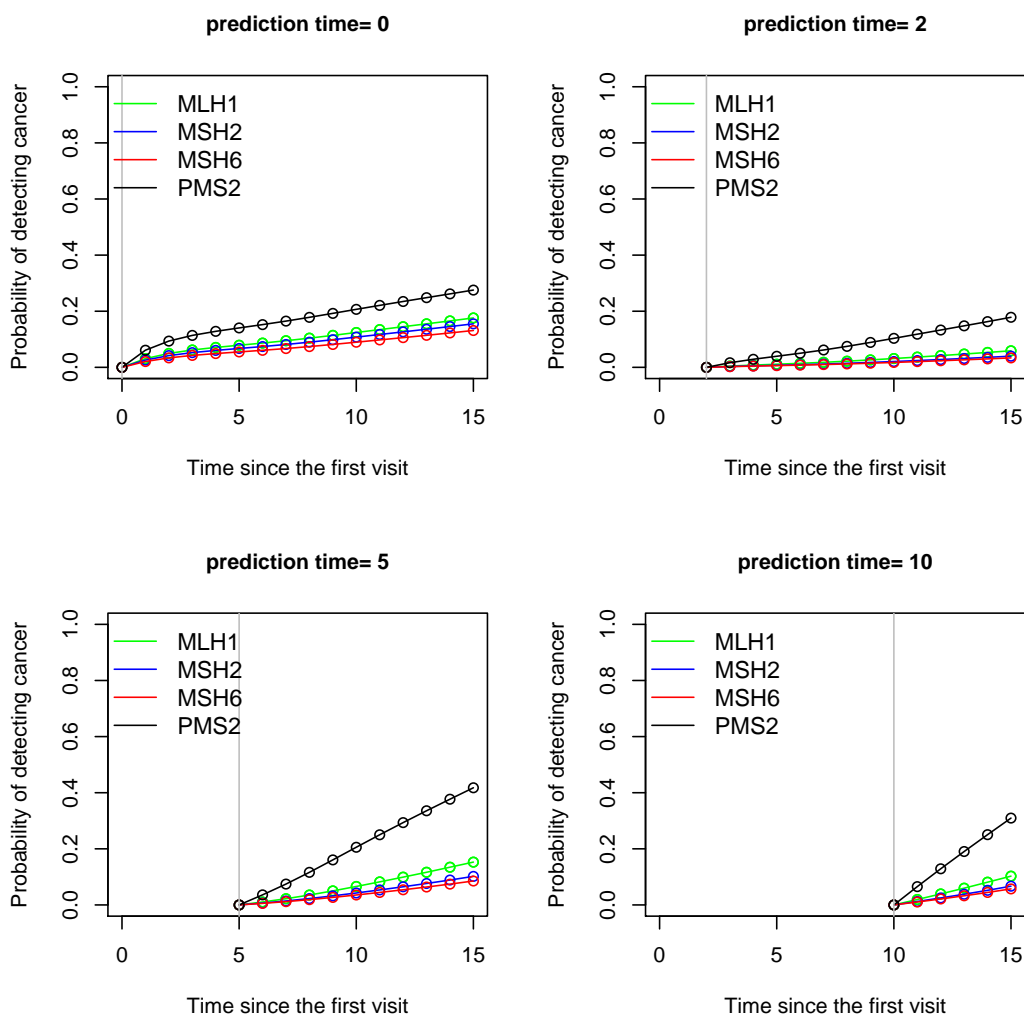 prediction time= 0
Probability of detecting cancer
1.0
0.8
0.6
0.4
0.2
0.0
MLH1
MSH2
MSH6
PMS2
0 5 10 15
Time since the first visit
prediction time= 2
Probability of detecting cancer
1.0
0.8
0.6
0.4
0.2
0.0
MLH1
MSH2
MSH6
PMS2
0 5 10 15
Time since the first visit
prediction time= 5
Probability of detecting cancer
1.0
0.8
0.6
0.4
0.2
0.0
MLH1
MSH2
MSH6
PMS2
0 5 10 15
Time since the first visit
prediction time= 10
Probability of detecting cancer
1.0
0.8
0.6
0.4
0.2
0.0
MLH1
MSH2
MSH6
PMS2
0 5 10 15
Time since the first visit